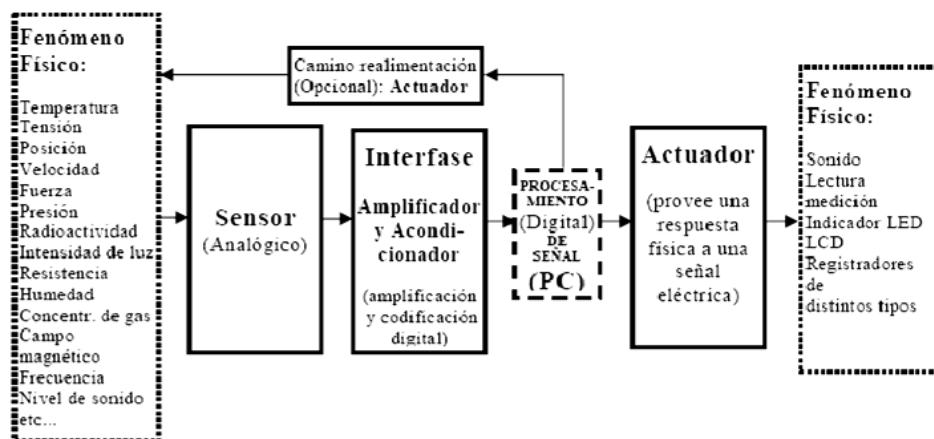 Fenómeno
Físico:
Temperatura
Tensión
Posición
Velocidad
Fuerza
Presión
Radioactividad
Intensidad de luz
Resistencia
Humedad
Concentr. de gas
Campo
magnético
Frecuencia
Nivel de sonido
etc...
Camino realimentación
(Opcional): Actuador
Sensor
(Analógico)
Interfase
Amplificador
y Acondi-
cionador
(amplificación
y codificación
digital)
PROCESA-
MIENTO
(Digital)
DE
SEÑAL
(PC)
Actuador
(provee una
respuesta
física a una
señal
eléctrica)
Fenómeno
Físico:
Sonido
Lectura
medición
Indicador LED
LCD
Registradores
de
distintos tipos